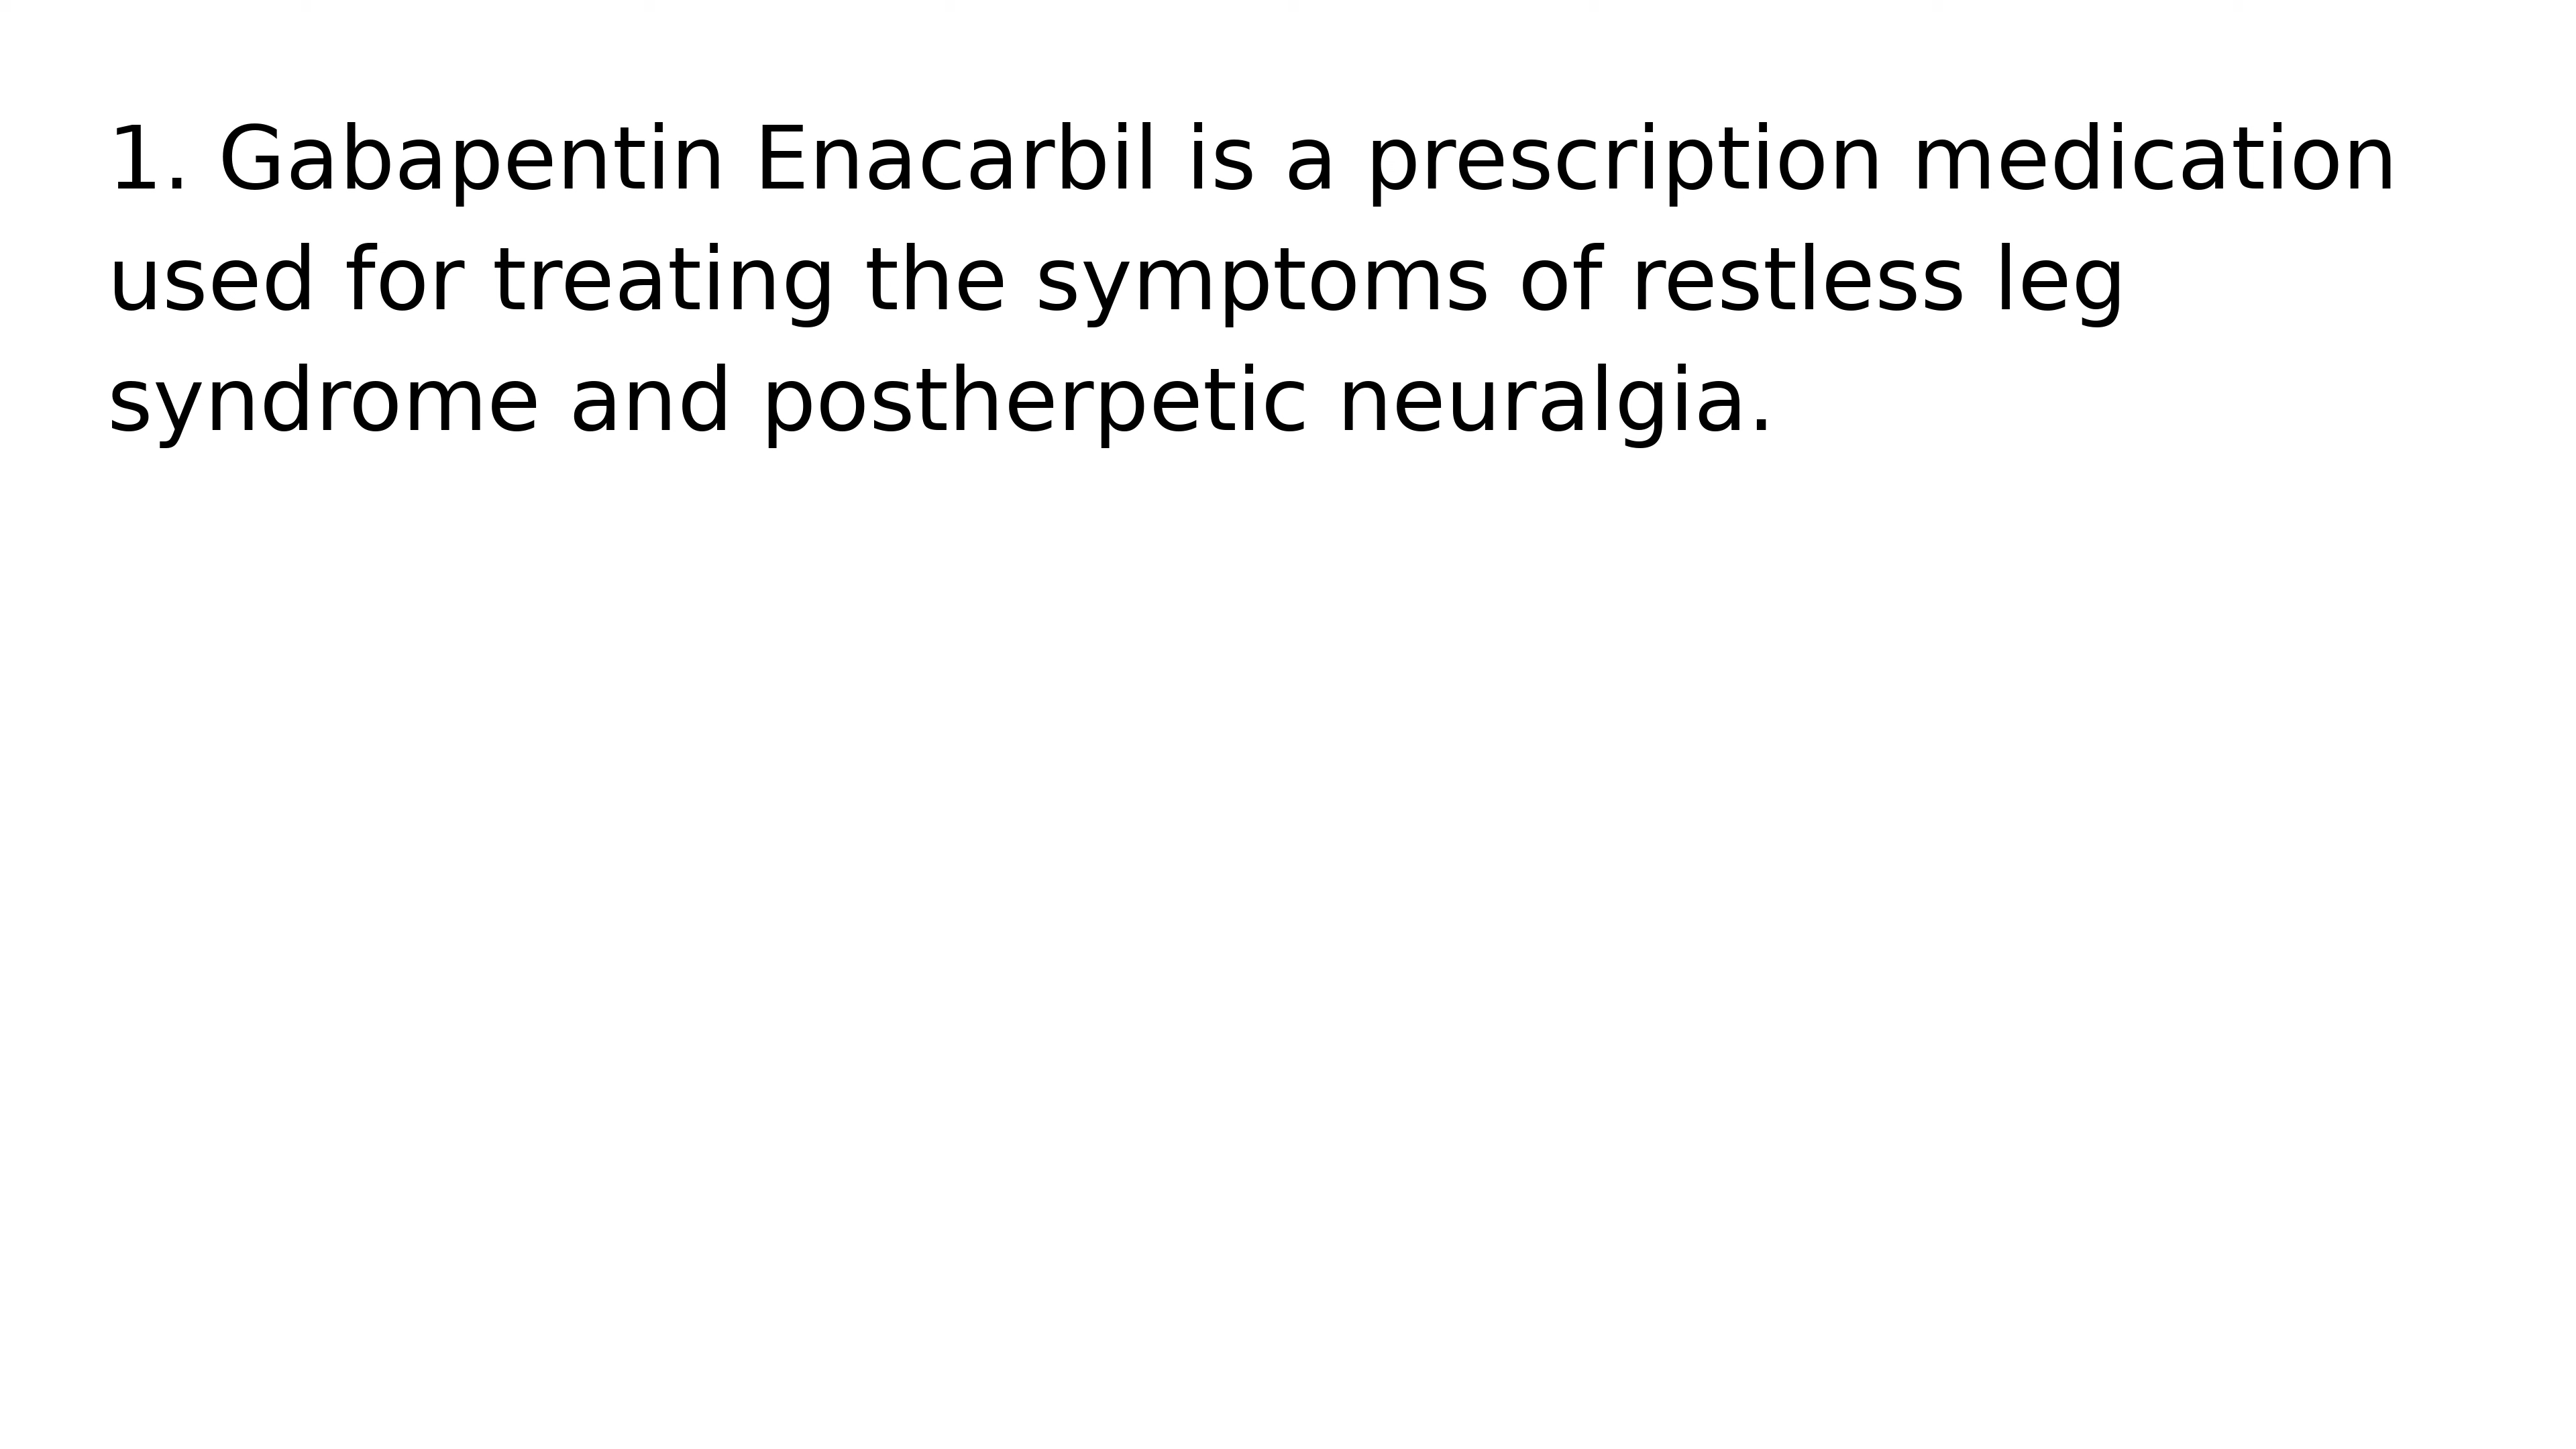 1. Gabapentin Enacarbil is a prescription medication
used for treating the symptoms of restless leg
syndrome and postherpetic neuralgia.